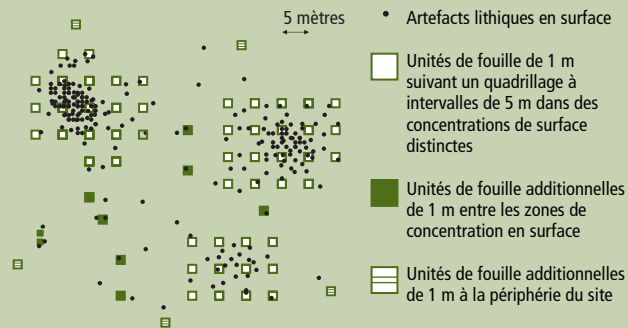 5 mètres
Artefacts lithiques en surface
Unités de fouille de 1 m
suivant un quadrillage à
intervalles de 5 m dans des
concentrations de surface
distinctes
Unités de fouille additionnelles
de 1 m entre les zones de
concentration en surface
Unités de fouille additionnelles
de 1 m à la périphérie du site